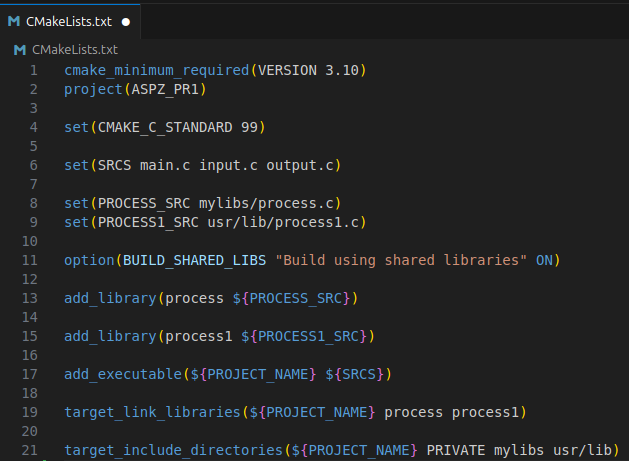 M CMakeLists.txt ●
M CMakeLists.txt
1 cmake_minimum_required(VERSION 3.10)
2 project(ASPZ_PR1)
3
4 set(CMAKE_C_STANDARD 99)
5
6 set(SRCS main.c input.c output.c)
7
8 set(PROCESS_SRC mylibs/process.c)
9 set(PROCESS1_SRC usr/lib/process1.c)
10
11 option(BUILD_SHARED_LIBS "Build using shared libraries" ON)
12
13 add_library(process ${PROCESS_SRC})
14
15 add_library(process1 ${PROCESS1_SRC})
16
17 add_executable(${PROJECT_NAME} ${SRCS})
18
19 target_link_libraries(${PROJECT_NAME} process process1)
20
21 target_include_directories(${PROJECT_NAME} PRIVATE mylibs usr/lib)